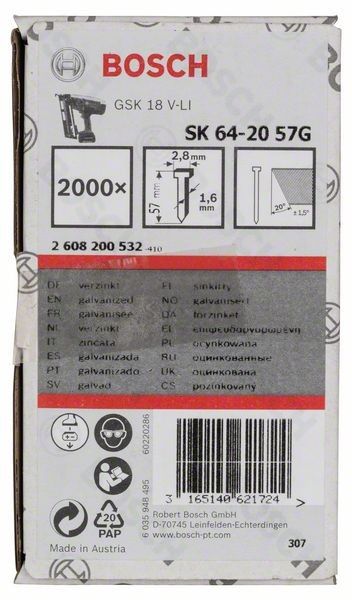 BOSCH
GSK 18 V-LI
SK 64-20 57G
2000×
2,8mm
57 mm
1,6 mm
20°
±1,5°
2 608 200 532 -410
DE verzinkt FI sinkitty
EN galvanized NO galvanisert
FR galvanisée DA forzinket
NL verzinkt EL
IT zincata PL ocynkowana
ES galvanizada RU оцинкованные
PT galvanizado UK оцинкована
SV galvad CS pozinkovaný
60220286
6 035 948 495
3 165140 621724
20
PAP
Robert Bosch GmbH
D-70745 Leinfelden-Echterdingen
www.bosch-pt.com
Made in Austria
307